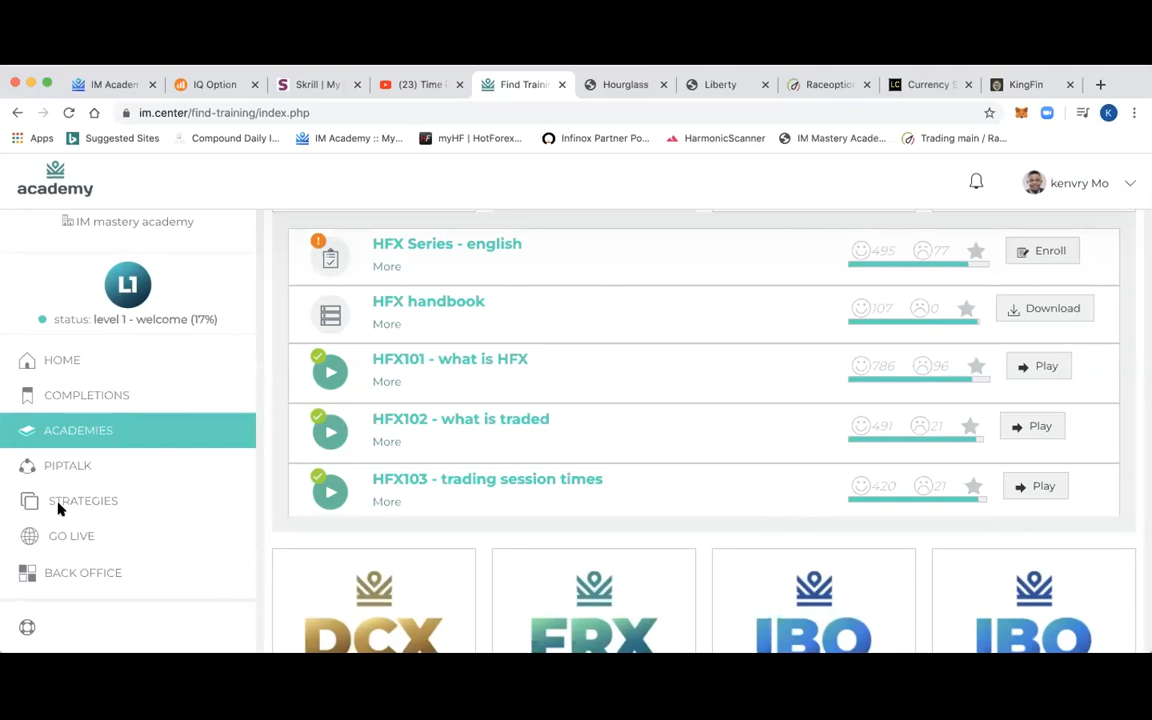 IM Academ
IQ Option
Skrill | My
(23) Time
Find Traini
Hourglass
Liberty
Raceoption
Currency S
KingFin
im.center/find-training/index.php
K
Apps
Suggested Sites
Compound Daily I...
IM Academy :: My...
myHF | HotForex...
Infinox Partner Po...
HarmonicScanner
IM Mastery Acade...
Trading main / Ra...
academy
kenvry Mo
IM mastery academy
L1
status: level 1 - welcome (17%)
HOME
COMPLETIONS
ACADEMIES
PIPTALK
STRATEGIES
GO LIVE
BACK OFFICE
HFX Series - english
More
495
77
Enroll
HFX handbook
More
107
0
Download
HFX101 - what is HFX
More
786
96
Play
HFX102 - what is traded
More
491
21
Play
HFX103 - trading session times
More
420
21
Play
DCX
FRX
IBO
IBO